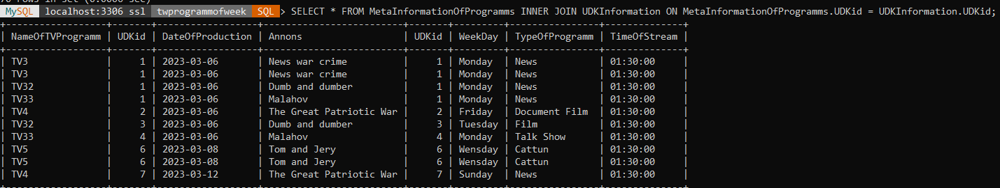 MySQL localhost:3306 ssl twprogrammofweek SQL > SELECT * FROM MetaInformationOfProgramms INNER JOIN UDKInformation ON MetaInformationOfProgramms.UDKid = UDKInformation.UDKid;
+----------------+-------+------------------+-------------------------+-------+----------+-----------------+--------------+
| NameOfTVProgramm | UDKid | DateOfProduction | Annons | UDKid | WeekDay | TypeOfProgramm | TimeOfStream |
+----------------+-------+------------------+-------------------------+-------+----------+-----------------+--------------+
| TV3 | 1 | 2023-03-06 | News war crime | 1 | Monday | News | 01:30:00 |
| TV3 | 1 | 2023-03-06 | News war crime | 1 | Monday | News | 01:30:00 |
| TV32 | 1 | 2023-03-06 | Dumb and dumber | 1 | Monday | News | 01:30:00 |
| TV33 | 1 | 2023-03-06 | Malahov | 1 | Monday | News | 01:30:00 |
| TV4 | 2 | 2023-03-06 | The Great Patriotic War | 2 | Friday | Document Film | 01:30:00 |
| TV32 | 3 | 2023-03-06 | Dumb and dumber | 3 | Tuesday | Film | 01:30:00 |
| TV33 | 4 | 2023-03-06 | Malahov | 4 | Monday | Talk Show | 01:30:00 |
| TV5 | 6 | 2023-03-08 | Tom and Jery | 6 | Wensday | Cattun | 01:30:00 |
| TV5 | 6 | 2023-03-08 | Tom and Jery | 6 | Wensday | Cattun | 01:30:00 |
| TV4 | 7 | 2023-03-12 | The Great Patriotic War | 7 | Sunday | News | 01:30:00 |